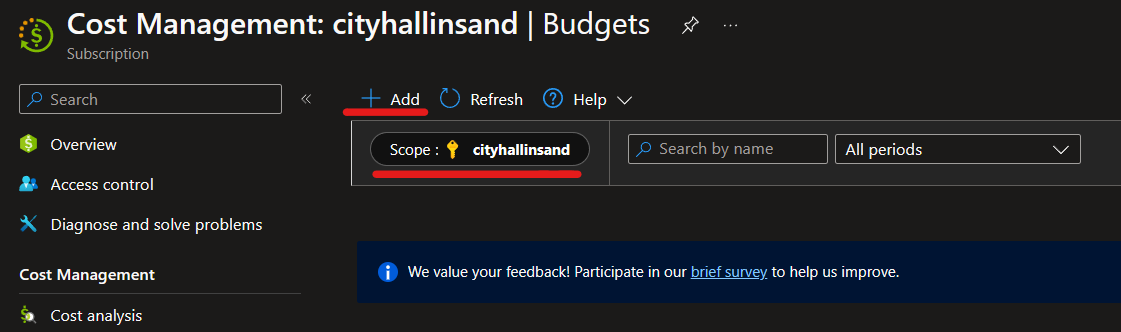 Cost Management: cityhallinsand | Budgets
Subscription
Search
Overview
Access control
Diagnose and solve problems
Cost Management
Cost analysis
Add Refresh Help
Scope : cityhallinsand Search by name All periods
We value your feedback! Participate in our brief survey to help us improve.